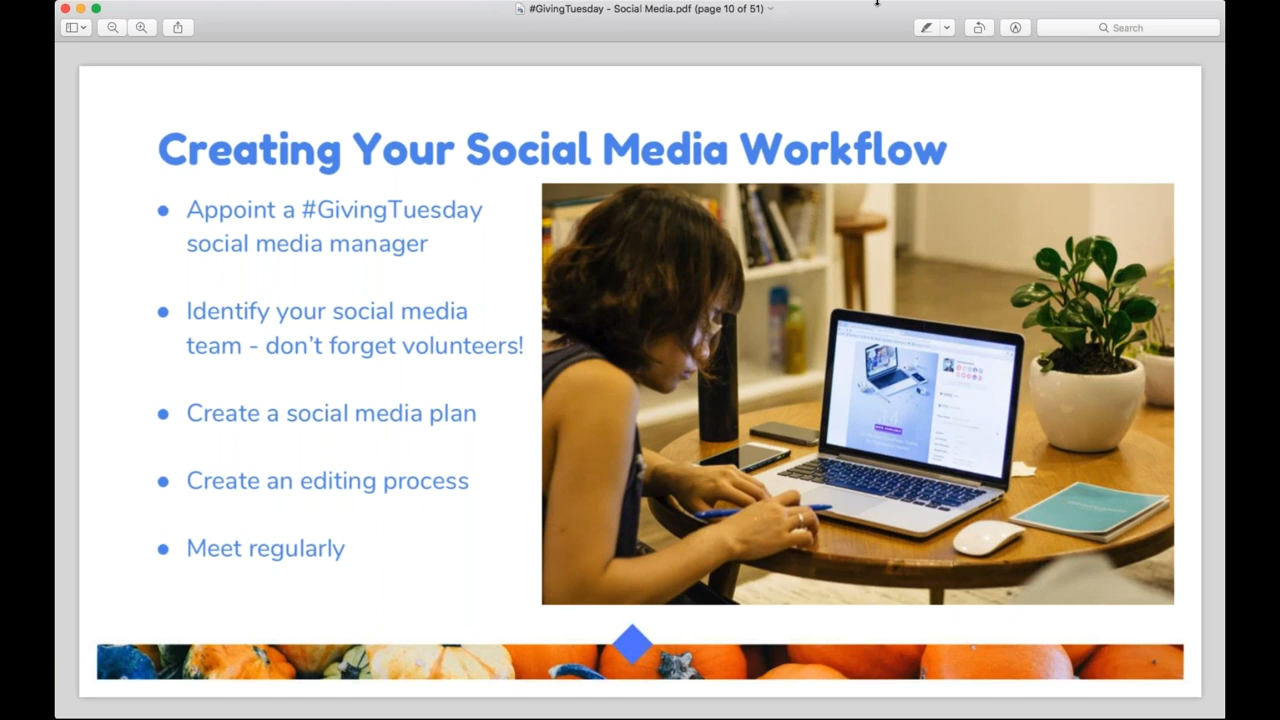 #GivingTuesday - Social Media.pdf (page 10 of 51)
Search
Creating Your Social Media Workflow
● Appoint a #GivingTuesday
social media manager
● Identify your social media
team - don't forget volunteers!
● Create a social media plan
● Create an editing process
● Meet regularly